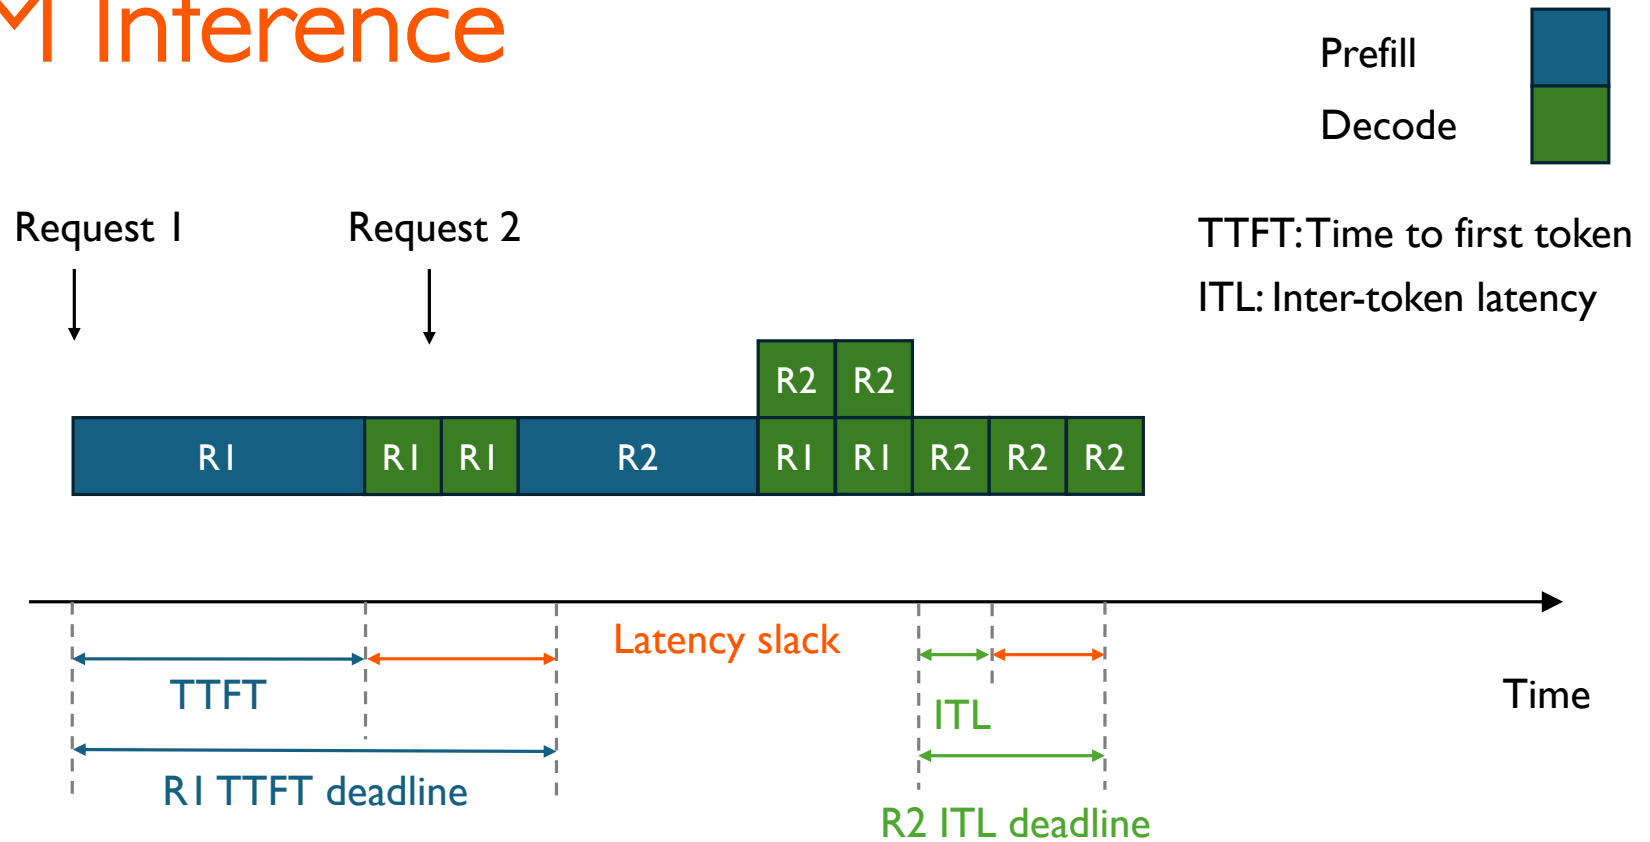 M Inference
Prefill
Decode
Request 1
Request 2
TTFT: Time to first token
ITL: Inter-token latency
R2 R2
R1 R1 R1 R2 R1 R1 R2 R2 R2
Latency slack
TTFT
ITL
Time
R1 TTFT deadline
R2 ITL deadline